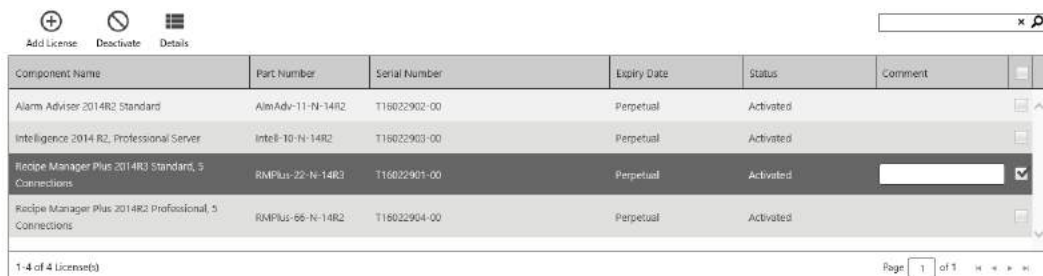 Add License Deactivate Details
Component Name Part Number Serial Number Expiry Date Status Comment
Alarm Adviser 2014R2 Standard AlmAdv-11-N-14R2 T16022902-00 Perpetual Activated
Intelligence 2014 R2, Professional Server Intell-10-N-14R2 T16022903-00 Perpetual Activated
Recipe Manager Plus 2014R3 Standard, 5
Connections RMPlus-22-N-14R3 T16022901-00 Perpetual Activated
Recipe Manager Plus 2014R2 Professional, 5
Connections RMPlus-66-N-14R2 T16022904-00 Perpetual Activated
1-4 of 4 License(s) Page 1 of 1